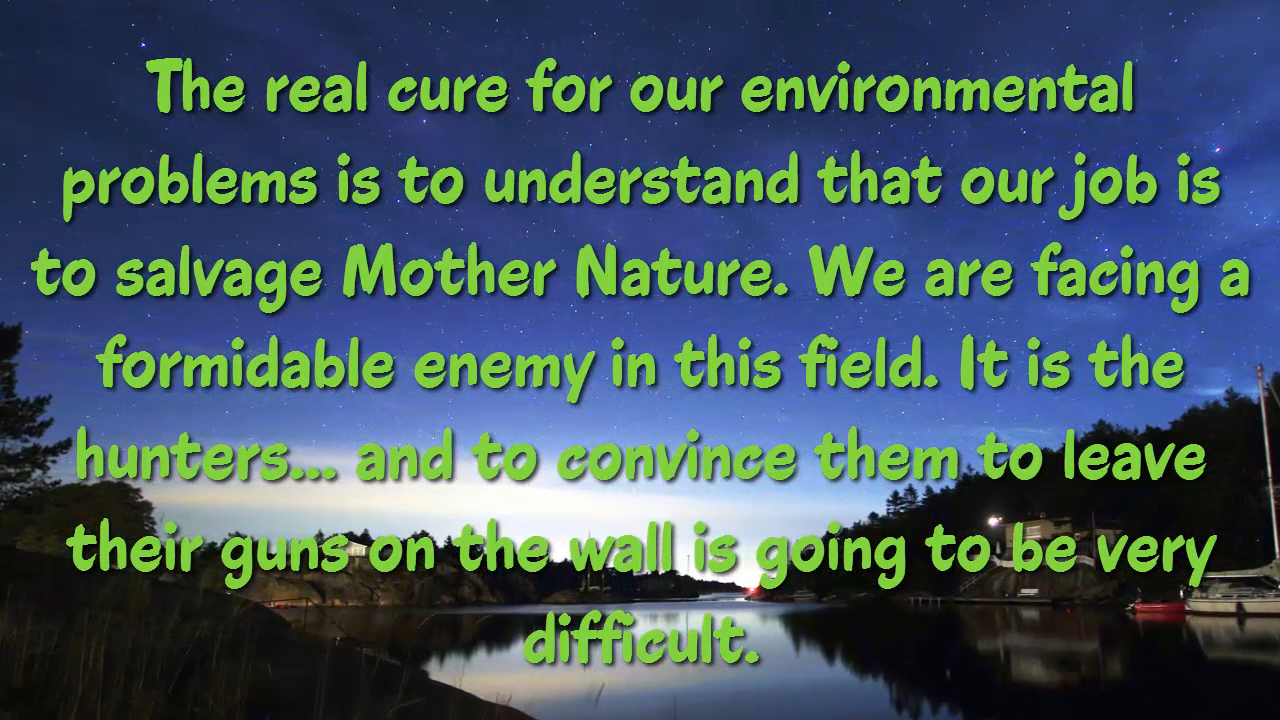 The real cure for our environmental
problems is to understand that our job is
to salvage Mother Nature. We are facing a
formidable enemy in this field. It is the
hunters... and to convince them to leave
their guns on the wall is going to be very
difficult.